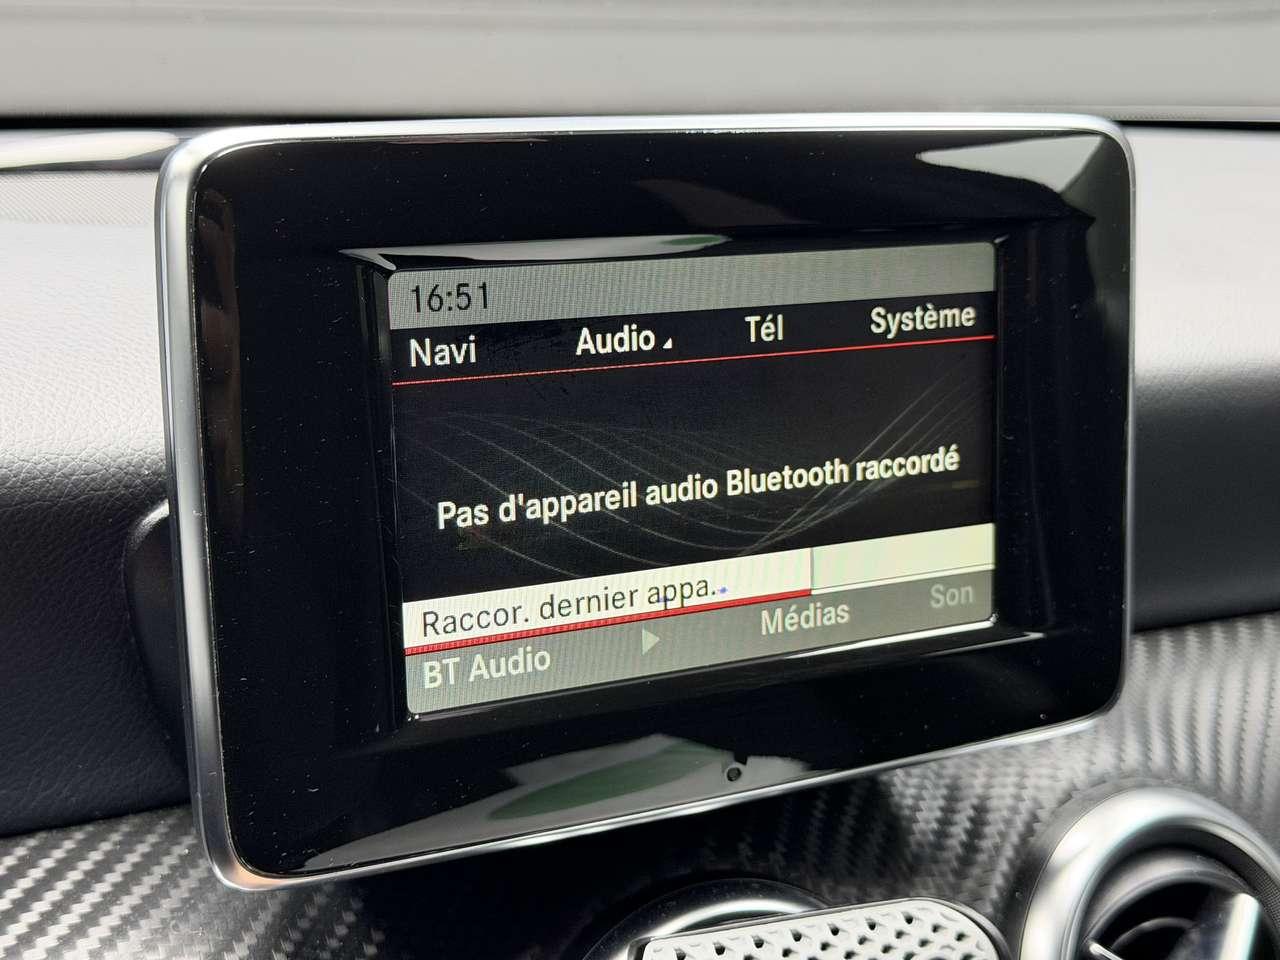 16:51
Navi Audio Tél Système
Pas d'appareil audio Bluetooth raccordé
Raccor. dernier appa..
BT Audio Médias Son